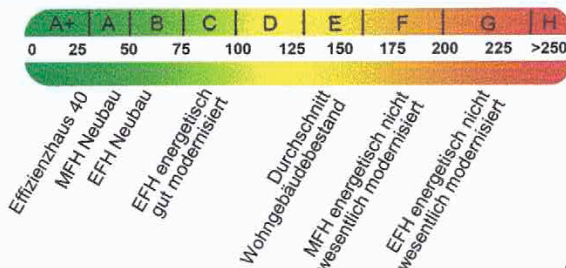 A+ A B C D E F G H
0 25 50 75 100 125 150 175 200 225 >250
Effizienzhaus 40
MFH Neubau
EFH Neubau
EFH energetisch
gut modernisiert
Durchschnitt
Wohngebäudebestand
MFH energetisch nicht
wesentlich modernisiert
EFH energetisch nicht
wesentlich modernisiert